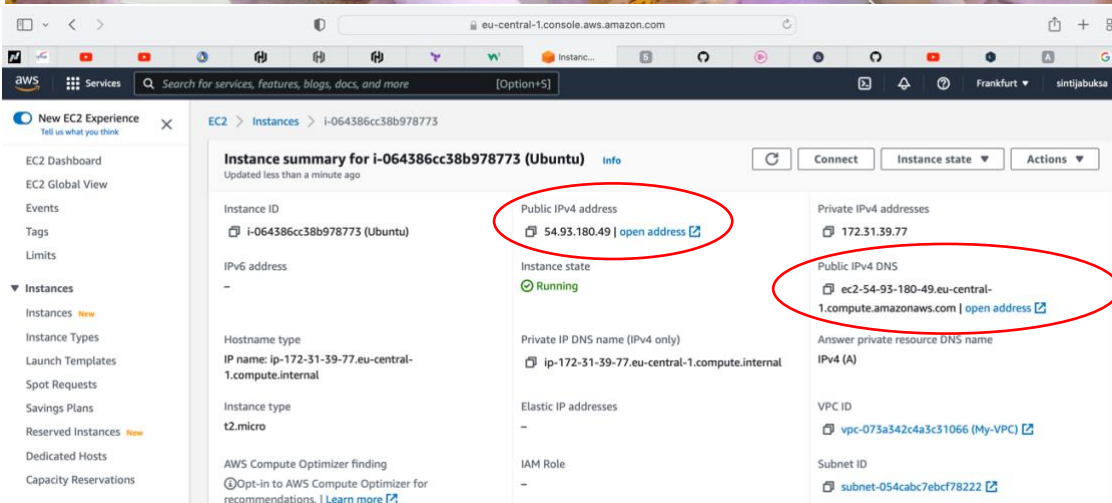 eu-central-1.console.aws.amazon.com
Instanc...
aws
Services
Search for services, features, blogs, docs, and more
[Option+S]
Frankfurt
sintijabuksa
New EC2 Experience
Tell us what you think
EC2 Dashboard
EC2 Global View
Events
Tags
Limits
Instances
Instances New
Instance Types
Launch Templates
Spot Requests
Savings Plans
Reserved Instances New
Dedicated Hosts
Capacity Reservations
EC2 > Instances > i-064386cc38b978773
Instance summary for i-064386cc38b978773 (Ubuntu) Info
Updated less than a minute ago
Connect
Instance state
Actions
Instance ID
i-064386cc38b978773 (Ubuntu)
Public IPv4 address
54.93.180.49 | open address
Private IPv4 addresses
172.31.39.77
IPv6 address
–
Instance state
Running
Public IPv4 DNS
ec2-54-93-180-49.eu-central-
1.compute.amazonaws.com | open address
Hostname type
IP name: ip-172-31-39-77.eu-central-
1.compute.internal
Private IP DNS name (IPv4 only)
ip-172-31-39-77.eu-central-1.compute.internal
Answer private resource DNS name
IPv4 (A)
Instance type
t2.micro
Elastic IP addresses
–
VPC ID
vpc-073a342c4a3c31066 (My-VPC)
AWS Compute Optimizer finding
Opt-in to AWS Compute Optimizer for
recommendations. | Learn more
IAM Role
–
Subnet ID
subnet-054cabc7ebcf78222